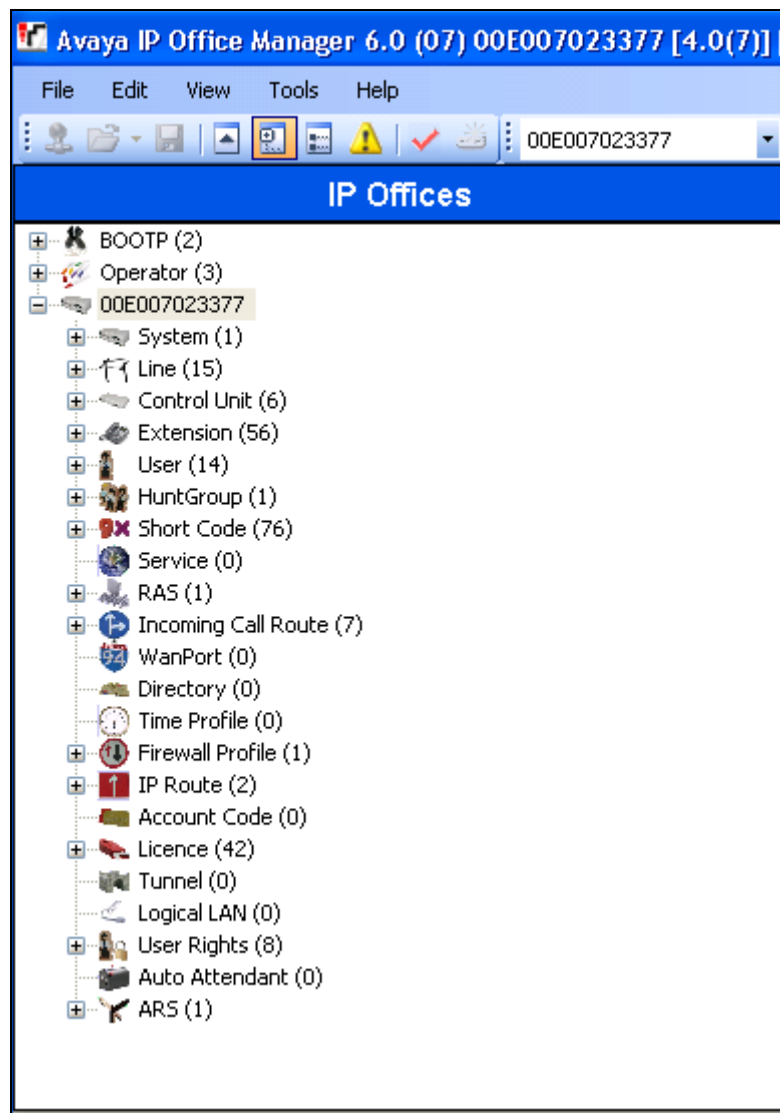 Avaya IP Office Manager 6.0 (07) 00E007023377 [4.0(7)]
File Edit View Tools Help
00E007023377
IP Offices
BOOTP (2)
Operator (3)
00E007023377
System (1)
Line (15)
Control Unit (6)
Extension (56)
User (14)
HuntGroup (1)
Short Code (76)
Service (0)
RAS (1)
Incoming Call Route (7)
WanPort (0)
Directory (0)
Time Profile (0)
Firewall Profile (1)
IP Route (2)
Account Code (0)
Licence (42)
Tunnel (0)
Logical LAN (0)
User Rights (8)
Auto Attendant (0)
ARS (1)